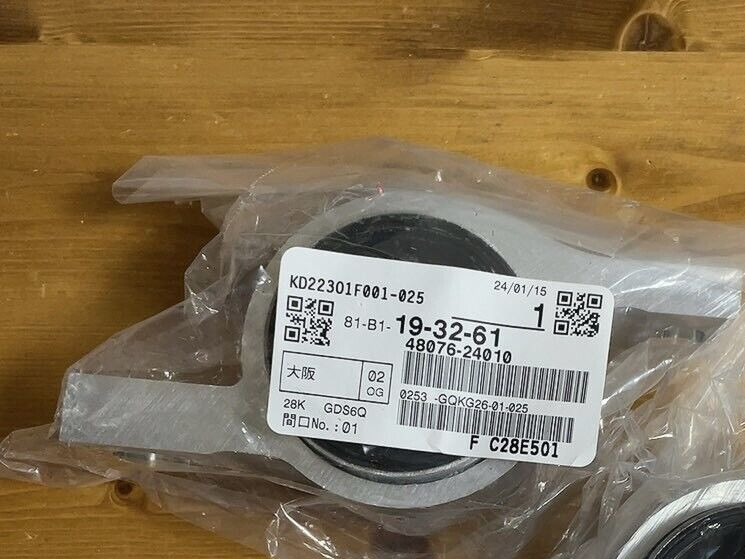 KD22301F001-025
24/01/15
1
81-B1- 19-32-61
48076-24010
大阪
02
OG
0253 -GQKG26-01-025
28K GDS6Q
間口No.:01
F C28E501